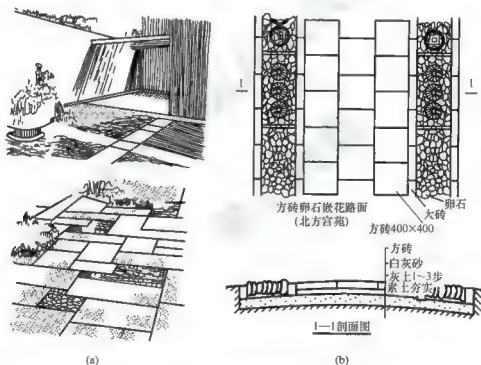 1
1
卵石
大砖
方砖400×400
方砖卵石嵌花路面
(北方宫苑)
方砖
白灰砂
灰土1~3步
素土夯实
1—1剖面图
(a)
(b)